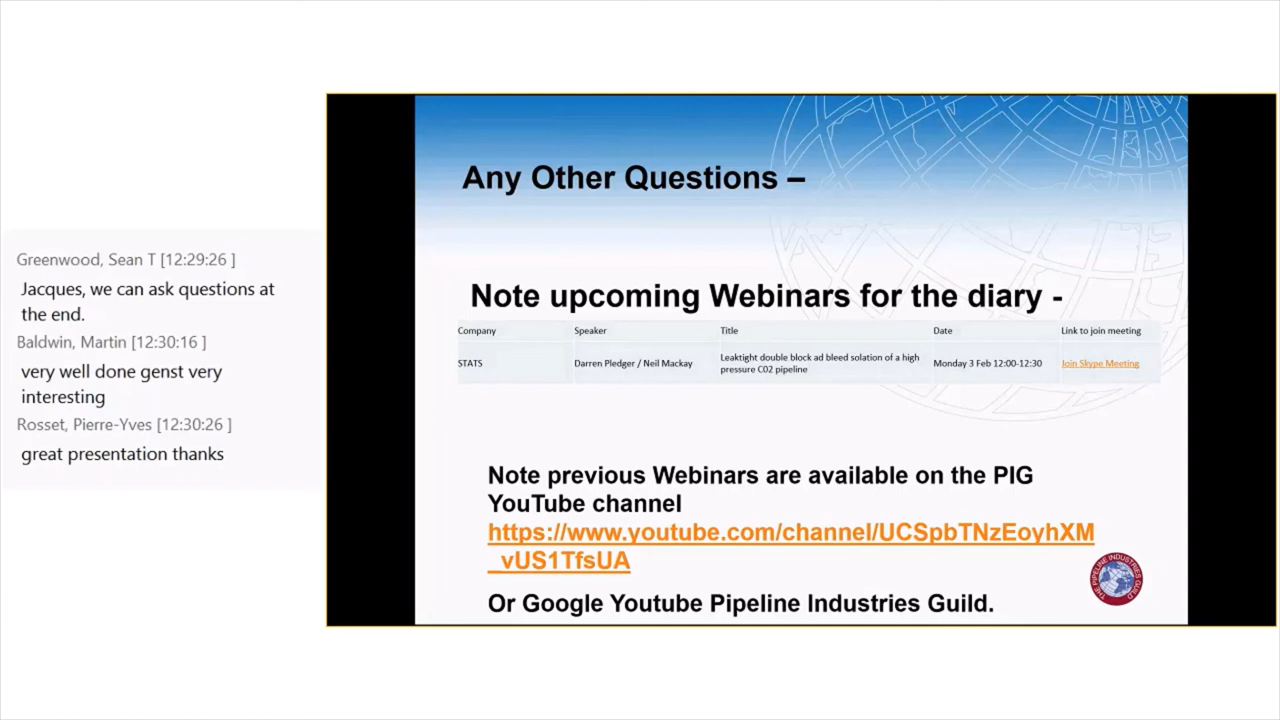 Greenwood, Sean T [12:29:26 ]
Jacques, we can ask questions at
the end.
Baldwin, Martin [12:30:16 ]
very well done genst very
interesting
Rosset, Pierre-Yves [12:30:26 ]
great presentation thanks
Any Other Questions –
Note upcoming Webinars for the diary -
Company Speaker Title Date Link to join meeting
STATS Darren Pledger / Neil Mackay Leaktight double block ad bleed solation of a high Monday 3 Feb 12:00-12:30 Join Skype Meeting
pressure C02 pipeline
Note previous Webinars are available on the PIG
YouTube channel
https://www.youtube.com/channel/UCSpbTNzEoyhXM
_vUS1TfsUA
Or Google Youtube Pipeline Industries Guild.
THE PIPELINE INDUSTRIES GUILD